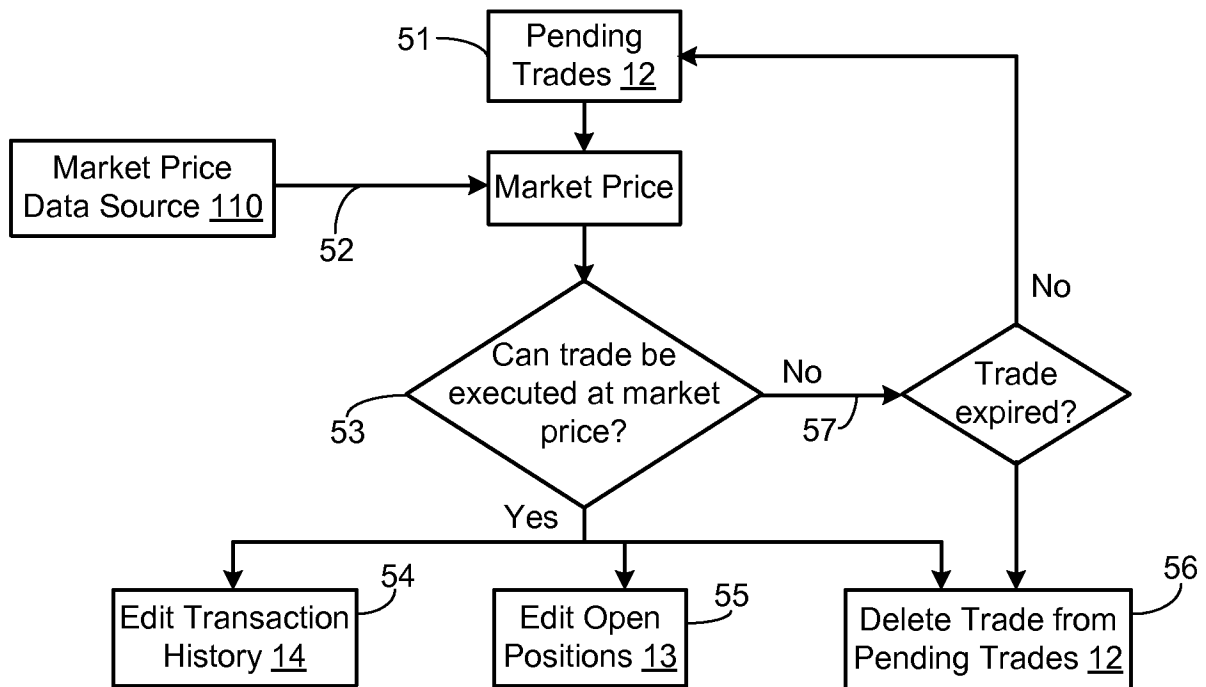 51
Pending
Trades 12
Market Price
Data Source 110
52
Market Price
No
Can trade be
executed at market
price?
53
No
57
Trade
expired?
Yes
54
Edit Transaction
History 14
55
Edit Open
Positions 13
56
Delete Trade from
Pending Trades 12